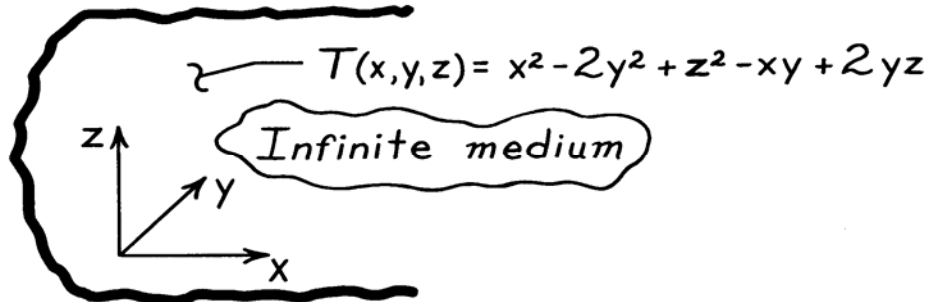 T(x,y,z) = x² - 2y² + z² - xy + 2yz
Infinite medium
z
y
x